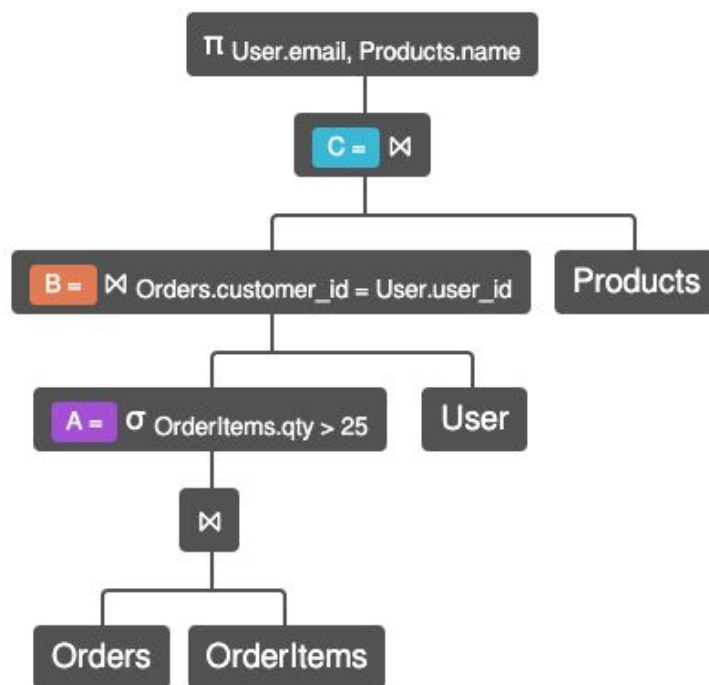 π User.email, Products.name
C = ⋈
B = ⋈ Orders.customer_id = User.user_id
Products
A = σ OrderItems.qty > 25
User
⋈
Orders
OrderItems